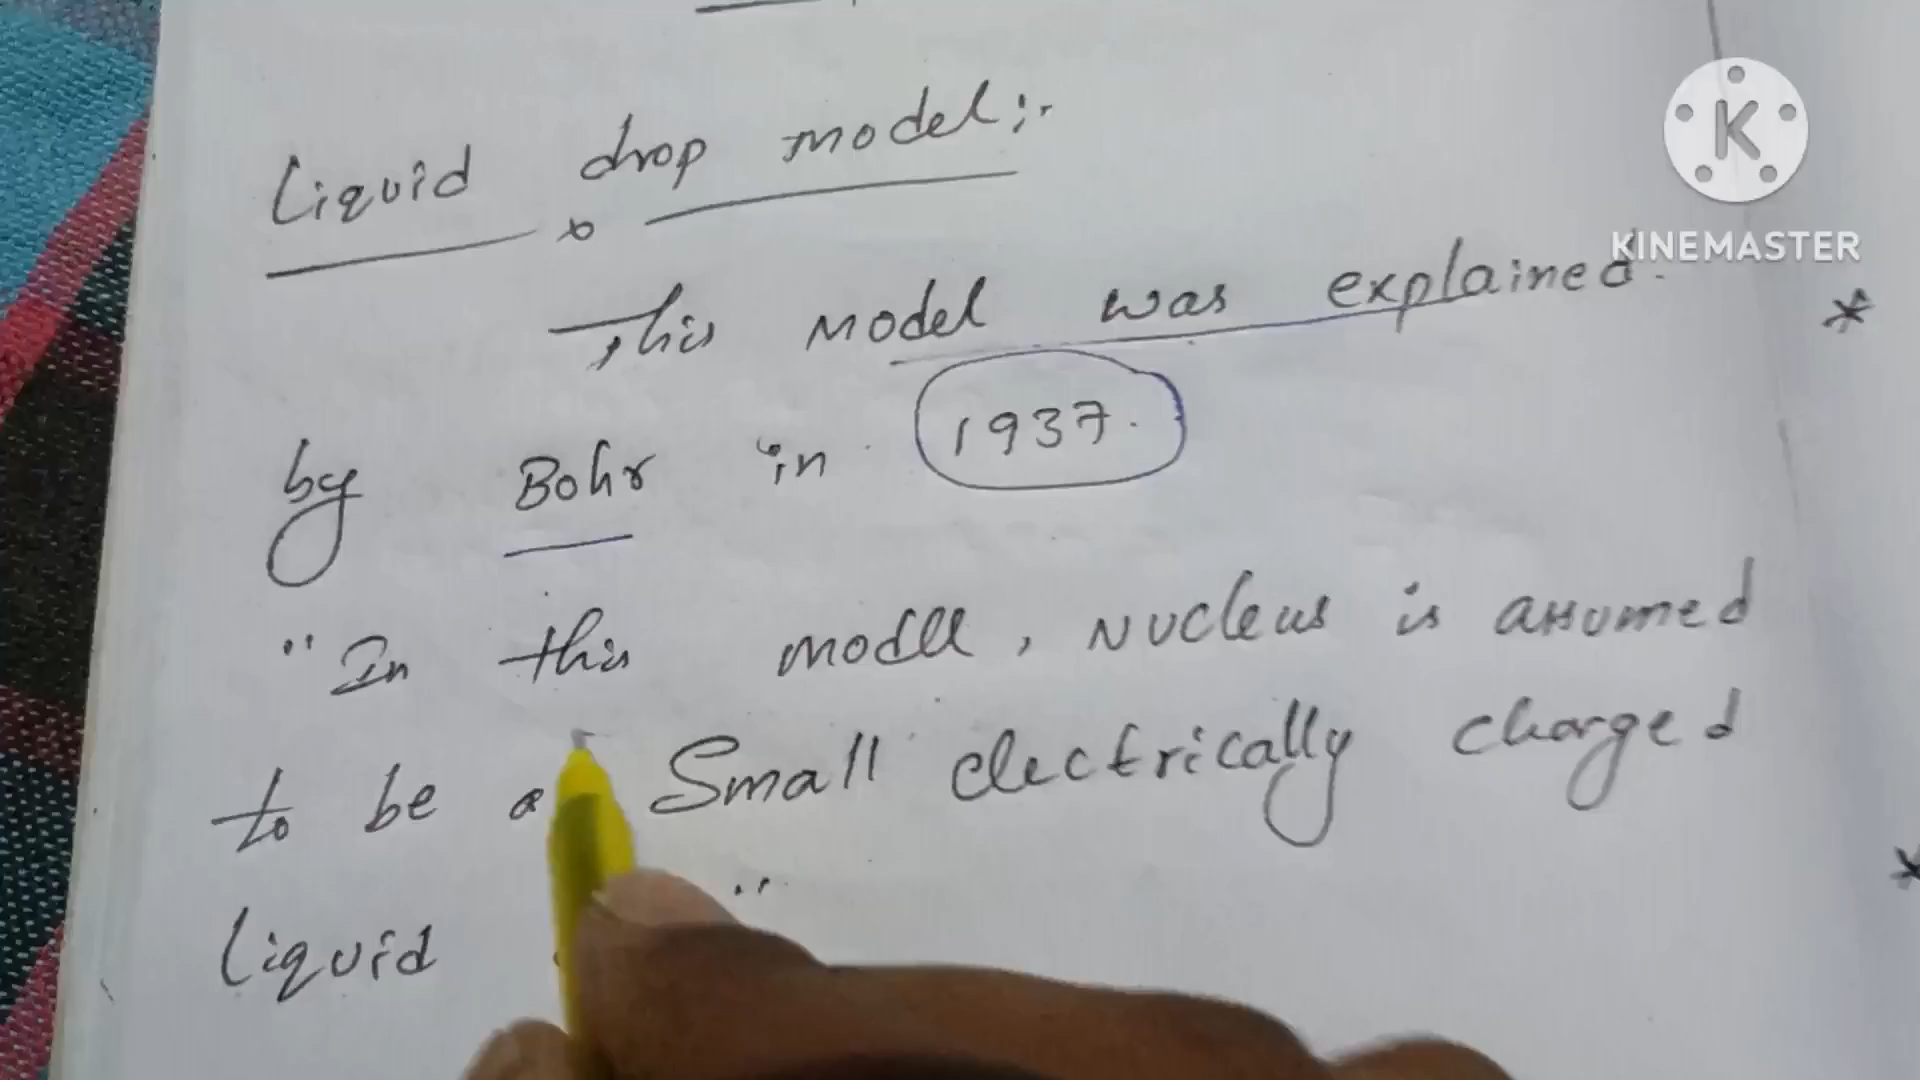 Liquid drop model:-
This model was explained.
by Bohr in 1937.
"In this model, Nucleus is assumed
to be a Small electrically charged
liquid "
K
KINEMASTER